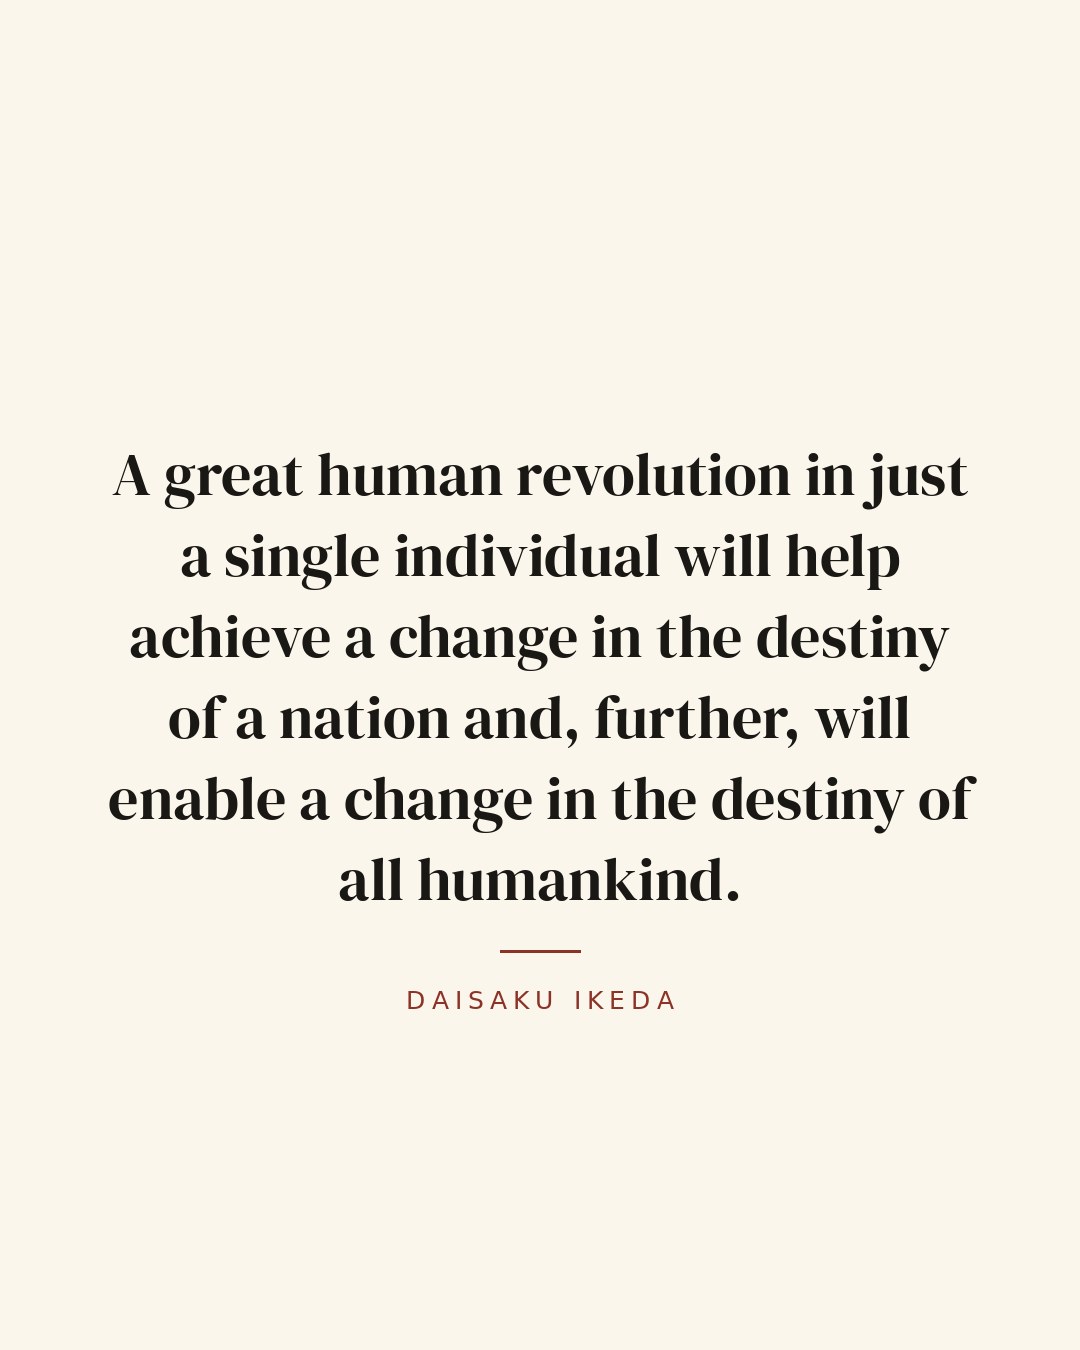 A great human revolution in just
a single individual will help
achieve a change in the destiny
of a nation and, further, will
enable a change in the destiny of
all humankind.
DAISAKU IKEDA